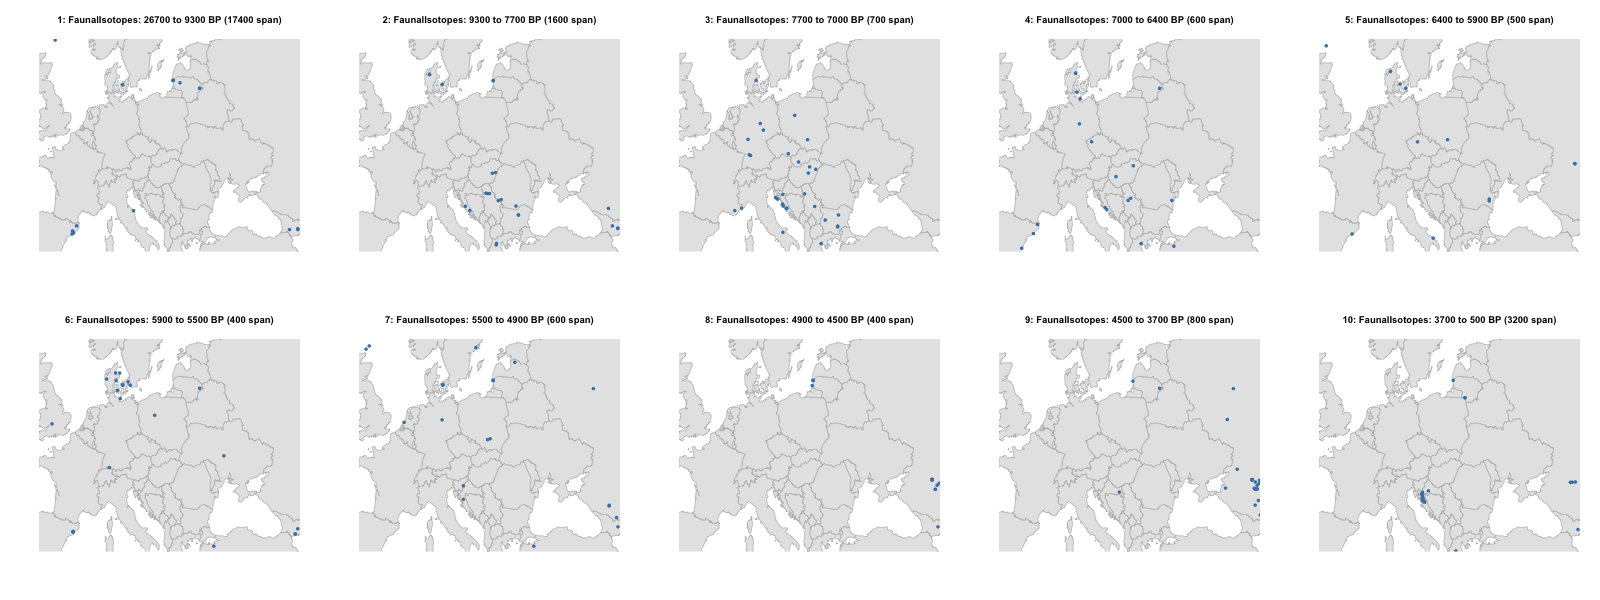 1: FaunalIsotopes: 26700 to 9300 BP (17400 span)
2: FaunalIsotopes: 9300 to 7700 BP (1600 span)
3: FaunalIsotopes: 7700 to 7000 BP (700 span)
4: FaunalIsotopes: 7000 to 6400 BP (600 span)
5: FaunalIsotopes: 6400 to 5900 BP (500 span)
6: FaunalIsotopes: 5900 to 5500 BP (400 span)
7: FaunalIsotopes: 5500 to 4900 BP (600 span)
8: FaunalIsotopes: 4900 to 4500 BP (400 span)
9: FaunalIsotopes: 4500 to 3700 BP (800 span)
10: FaunalIsotopes: 3700 to 500 BP (3200 span)